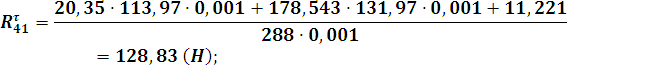 R₄₁^τ = (20,35 · 113,97 · 0,001 + 178,543 · 131,97 · 0,001 + 11,221) / (288 · 0,001)
= 128,83 (H);